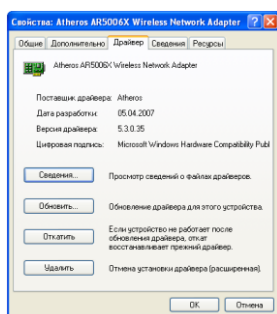 Свойства: Atheros AR5006X Wireless Network Adapter
Общие Дополнительно Драйвер Сведения Ресурсы
Atheros AR5006X Wireless Network Adapter
Поставщик драйвера: Atheros
Дата разработки: 05.04.2007
Версия драйвера: 5.3.0.35
Цифровая подпись: Microsoft Windows Hardware Compatibility Publ
Сведения... Просмотр сведений о файлах драйверов.
Обновить... Обновление драйвера для этого устройства.
Откатить Если устройство не работает после обновления драйвера, откат восстанавливает прежний драйвер.
Удалить Отмена установки драйвера (расширенная).
OK Отмена